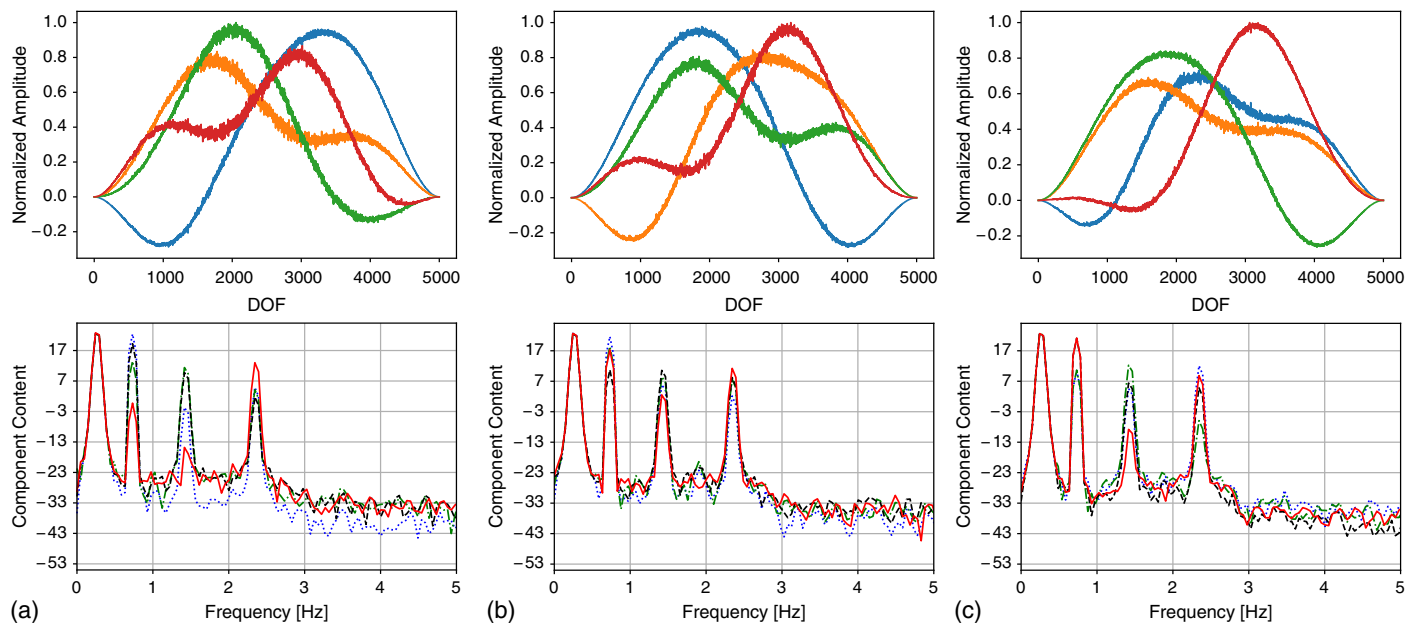 1.0
0.8
0.6
0.4
0.2
0.0
−0.2
Normalized Amplitude
0 1000 2000 3000 4000 5000
DOF
1.0
0.8
0.6
0.4
0.2
0.0
−0.2
Normalized Amplitude
0 1000 2000 3000 4000 5000
DOF
1.0
0.8
0.6
0.4
0.2
0.0
−0.2
Normalized Amplitude
0 1000 2000 3000 4000 5000
DOF
17
7
−3
−13
−23
−33
−43
−53
Component Content
0 1 2 3 4 5
(a) Frequency [Hz]
17
7
−3
−13
−23
−33
−43
−53
Component Content
0 1 2 3 4 5
(b) Frequency [Hz]
17
7
−3
−13
−23
−33
−43
−53
Component Content
0 1 2 3 4 5
(c) Frequency [Hz]